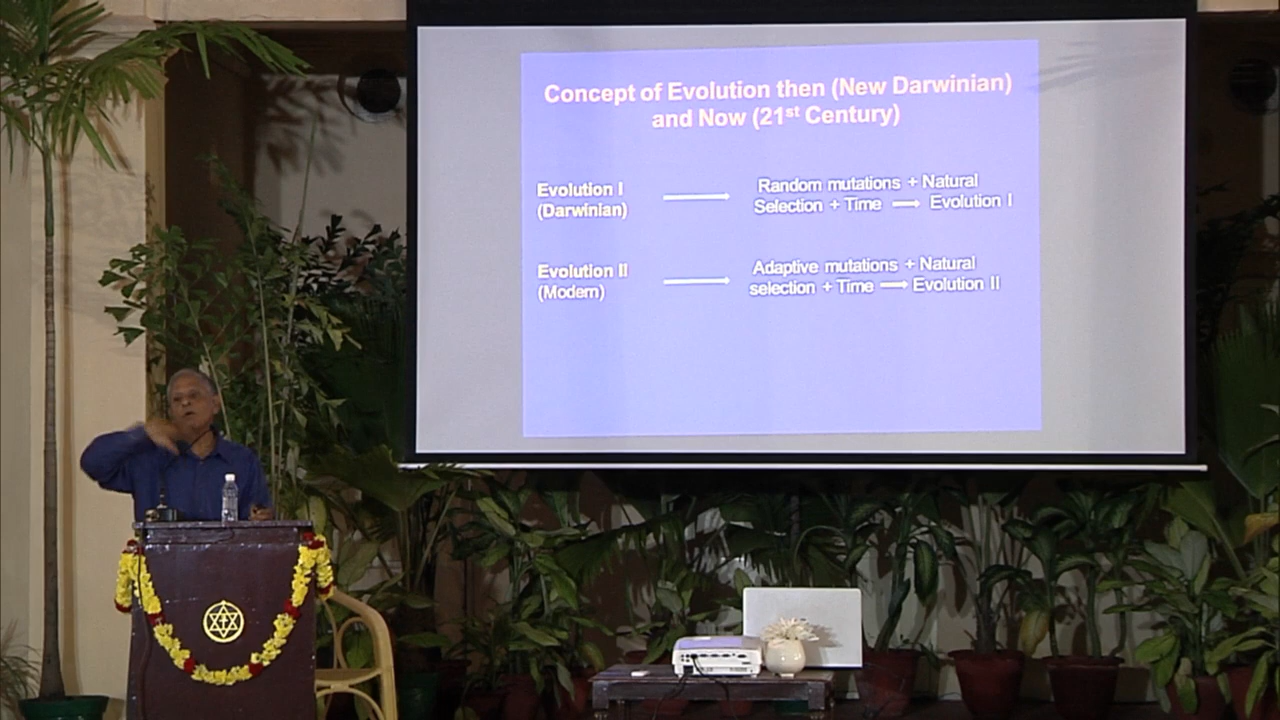 Concept of Evolution then (New Darwinian)
and Now (21st Century)
Evolution I
(Darwinian)
Random mutations + Natural
Selection + Time → Evolution I
Evolution II
(Modern)
Adaptive mutations + Natural
selection + Time → Evolution II